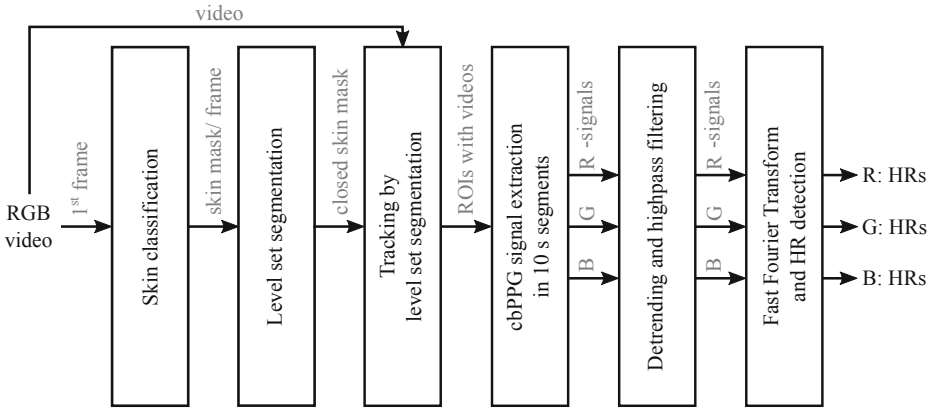 video
RGB
video
1st frame
Skin classification
skin mask/ frame
Level set segmentation
closed skin mask
Tracking by
level set segmentation
ROIs with videos
cbPPG signal extraction
in 10 s segments
R -signals
G
B
Detrending and highpass filtering
R -signals
G
B
Fast Fourier Transform
and HR detection
R: HRs
G: HRs
B: HRs